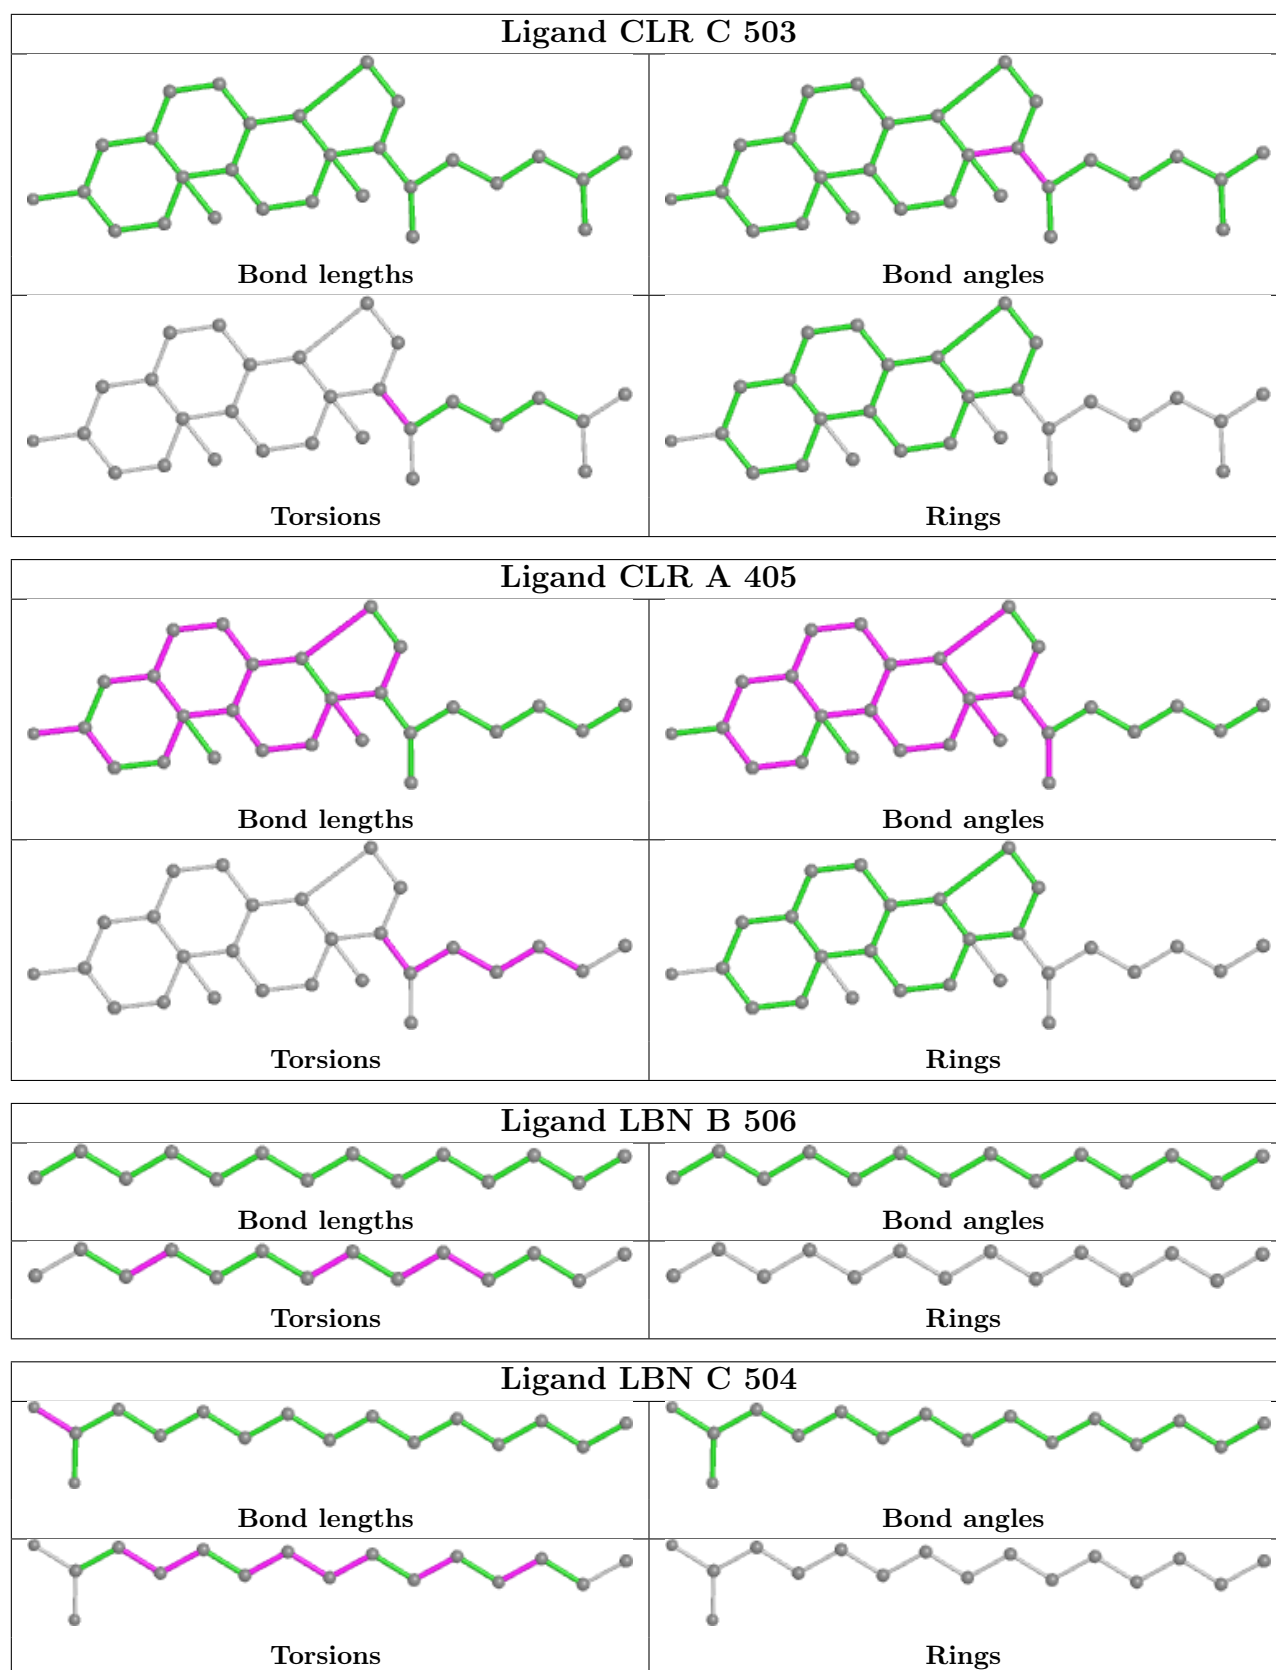 Ligand CLR C 503
Bond lengths
Bond angles
Torsions
Rings
Ligand CLR A 405
Bond lengths
Bond angles
Torsions
Rings
Ligand LBN B 506
Bond lengths
Bond angles
Torsions
Rings
Ligand LBN C 504
Bond lengths
Bond angles
Torsions
Rings